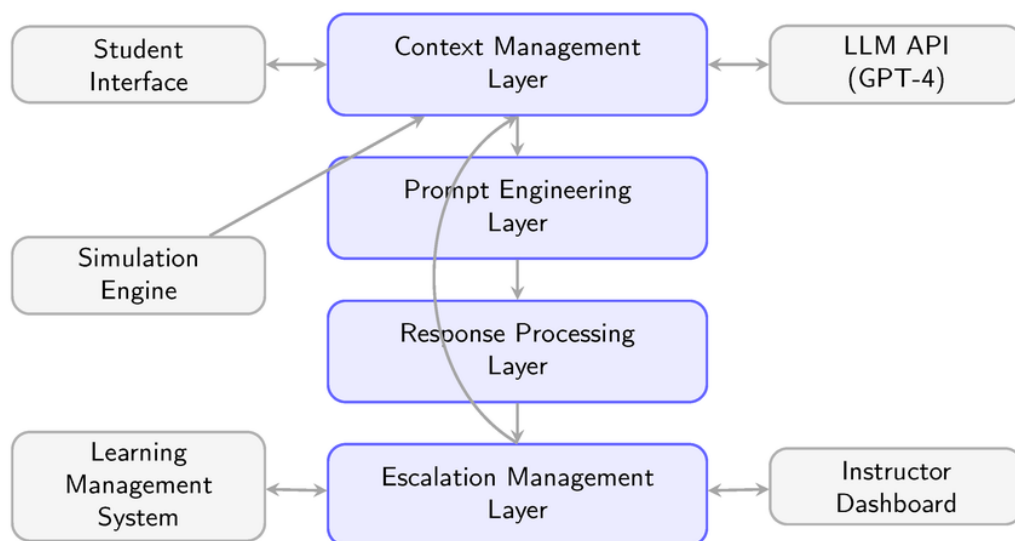 Student
Interface
Context Management
Layer
LLM API
(GPT-4)
Prompt Engineering
Layer
Simulation
Engine
Response Processing
Layer
Learning
Management
System
Escalation Management
Layer
Instructor
Dashboard